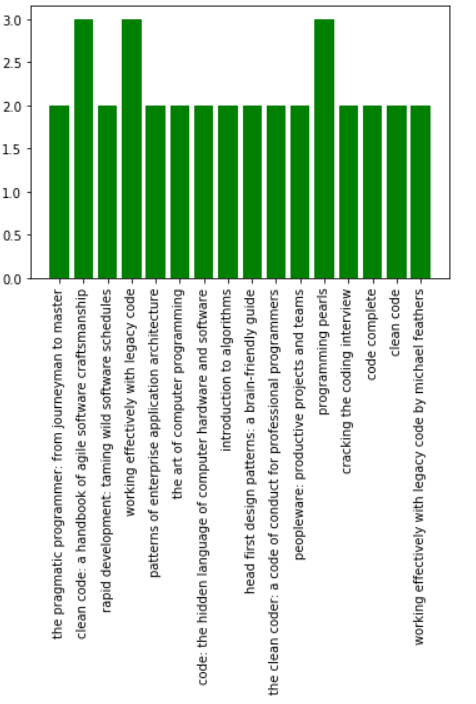 3.0
2.5
2.0
1.5
1.0
0.5
0.0
the pragmatic programmer: from journeyman to master
clean code: a handbook of agile software craftsmanship
rapid development: taming wild software schedules
working effectively with legacy code
patterns of enterprise application architecture
the art of computer programming
code: the hidden language of computer hardware and software
introduction to algorithms
head first design patterns: a brain-friendly guide
the clean coder: a code of conduct for professional programmers
peopleware: productive projects and teams
programming pearls
cracking the coding interview
code complete
clean code
working effectively with legacy code by michael feathers